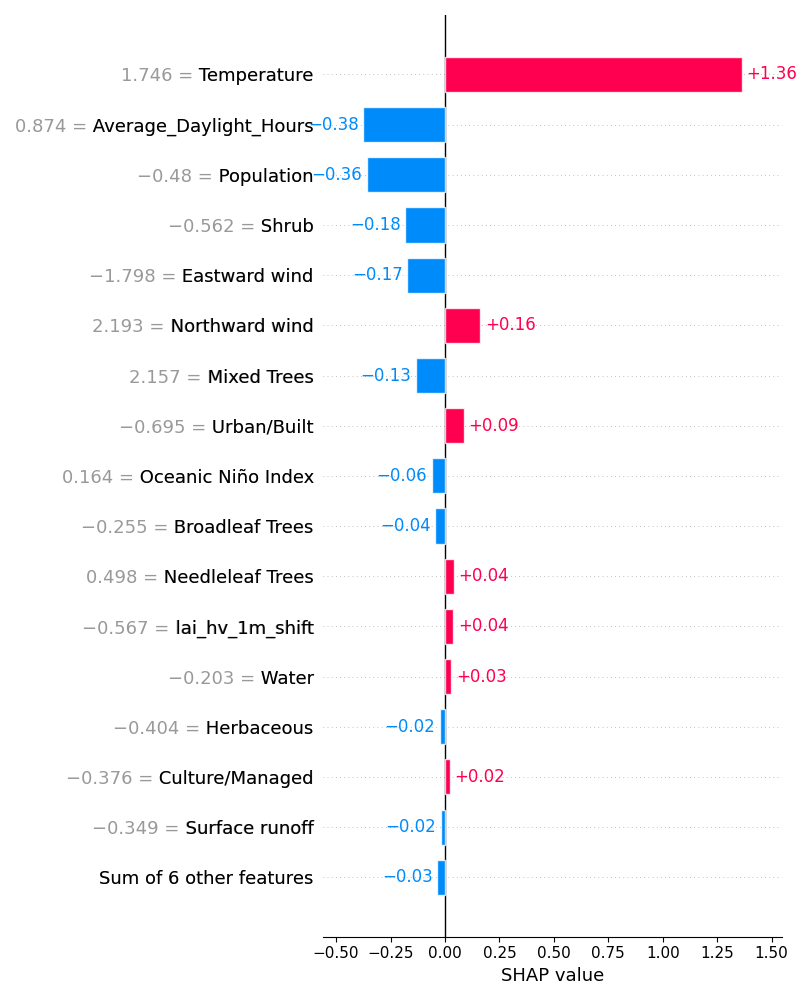 1.746 = Temperature +1.36
0.874 = Average_Daylight_Hours −0.38
−0.48 = Population −0.36
−0.562 = Shrub −0.18
−1.798 = Eastward wind −0.17
2.193 = Northward wind +0.16
2.157 = Mixed Trees −0.13
−0.695 = Urban/Built +0.09
0.164 = Oceanic Niño Index −0.06
−0.255 = Broadleaf Trees −0.04
0.498 = Needleleaf Trees +0.04
−0.567 = lai_hv_1m_shift +0.04
−0.203 = Water +0.03
−0.404 = Herbaceous −0.02
−0.376 = Culture/Managed +0.02
−0.349 = Surface runoff −0.02
Sum of 6 other features −0.03
−0.50 −0.25 0.00 0.25 0.50 0.75 1.00 1.25 1.50
SHAP value